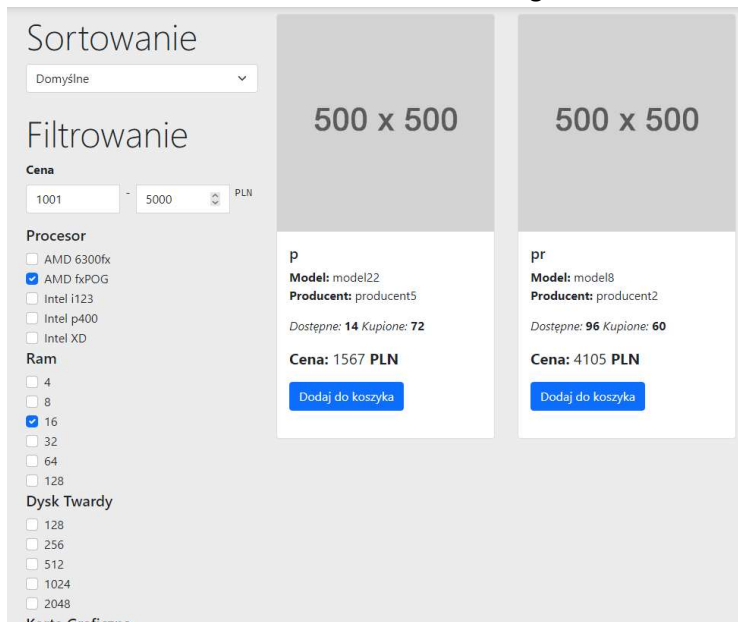 Sortowanie
Domyślne
Filtrowanie
Cena
1001 - 5000 PLN
Procesor
AMD 6300fx
AMD fxPOG
Intel i123
Intel p400
Intel XD
Ram
4
8
16
32
64
128
Dysk Twardy
128
256
512
1024
2048
500 x 500
p
Model: model22
Producent: producent5
Dostępne: 14 Kupione: 72
Cena: 1567 PLN
Dodaj do koszyka
500 x 500
pr
Model: model8
Producent: producent2
Dostępne: 96 Kupione: 60
Cena: 4105 PLN
Dodaj do koszyka